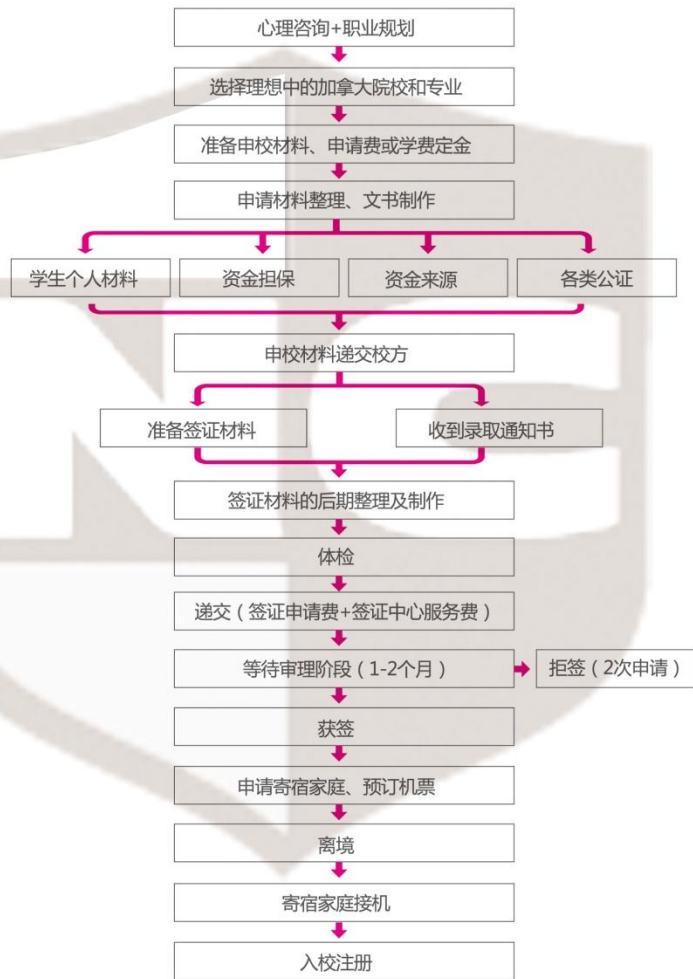 心理咨询+职业规划
选择理想中的加拿大院校和专业
准备申校材料、申请费或学费定金
申请材料整理、文书制作
学生个人材料
资金担保
资金来源
各类公证
申校材料递交校方
准备签证材料
收到录取通知书
签证材料的后期整理及制作
体检
递交（签证申请费+签证中心服务费）
等待审理阶段（1-2个月）
拒签（2次申请）
获签
申请寄宿家庭、预订机票
离境
寄宿家庭接机
入校注册